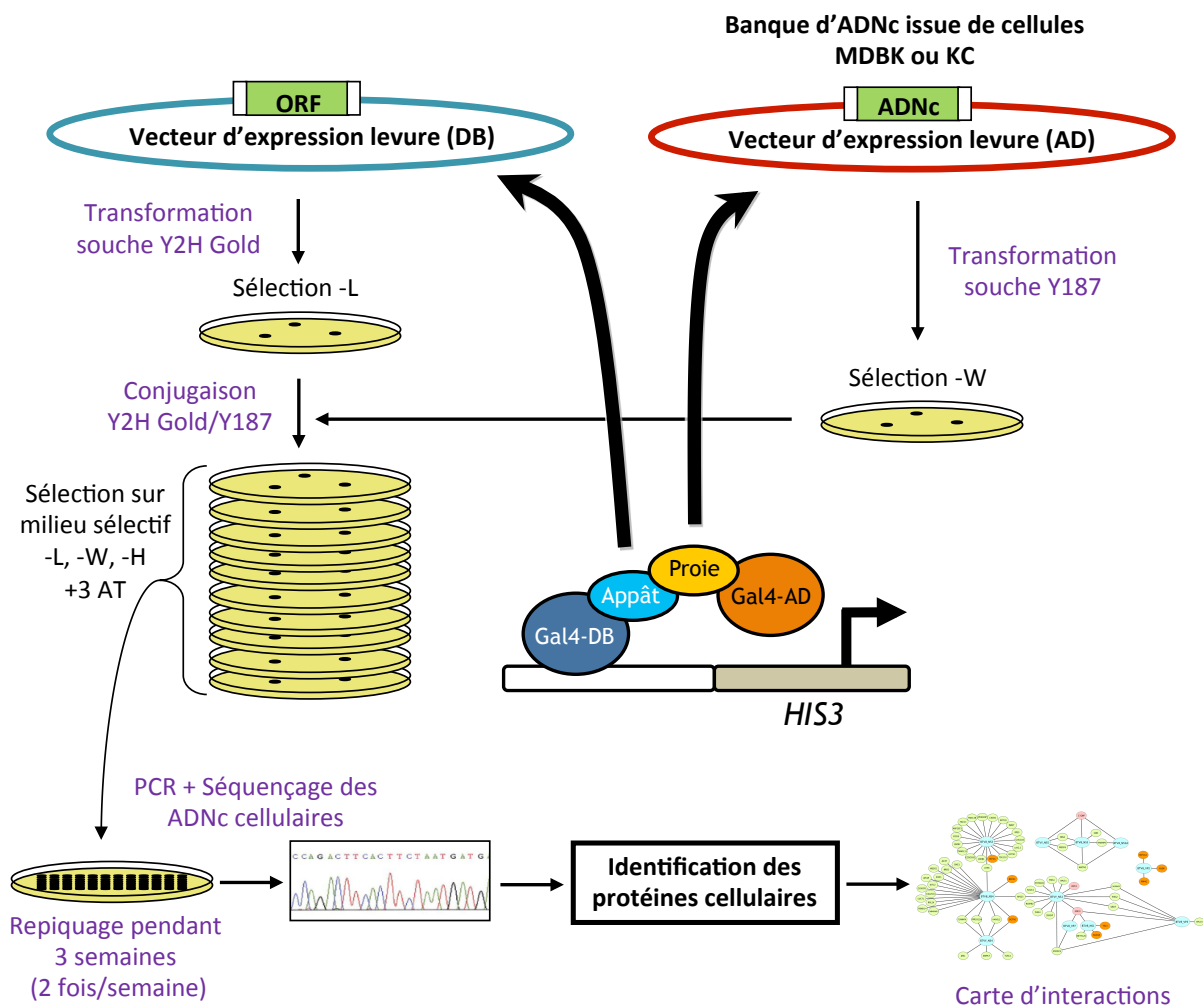 Banque d'ADNc issue de cellules
MDBK ou KC
ORF
Vecteur d'expression levure (DB)
ADNc
Vecteur d'expression levure (AD)
Transformation
souche Y2H Gold
Sélection -L
Transformation
souche Y187
Sélection -W
Conjugaison
Y2H Gold/Y187
Sélection sur
milieu sélectif
-L, -W, -H
+3 AT
Appât
Proie
Gal4-DB
Gal4-AD
HIS3
PCR + Séquençage des
ADNc cellulaires
CCAGACTTCACTTCTAATGATGA
Identification des
protéines cellulaires
Repiquage pendant
3 semaines
(2 fois/semaine)
Carte d'interactions